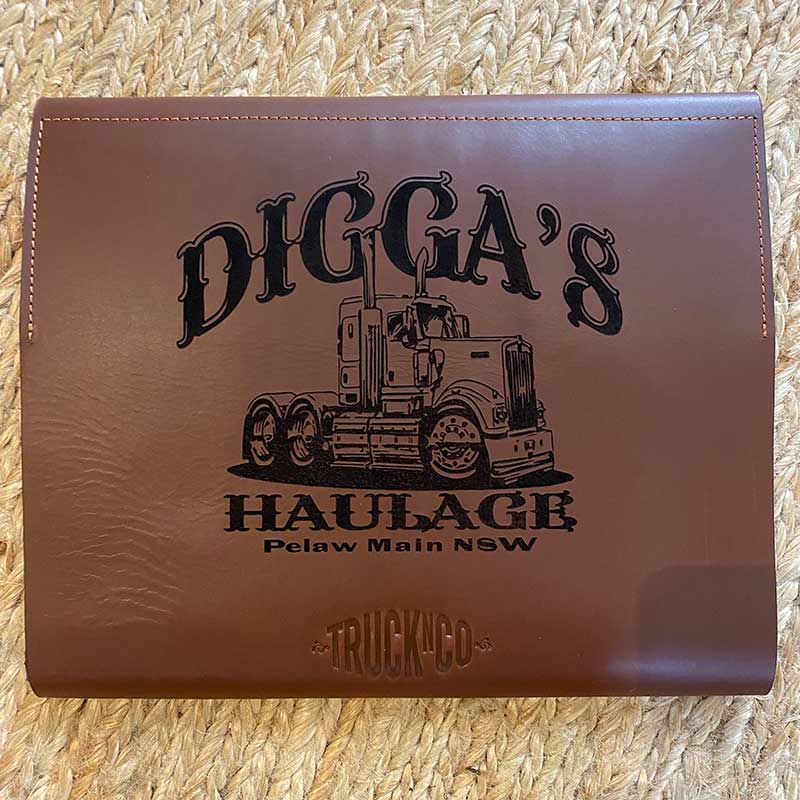 DIGGA'S
HAULAGE
Pelaw Main NSW
TRUCKNCO